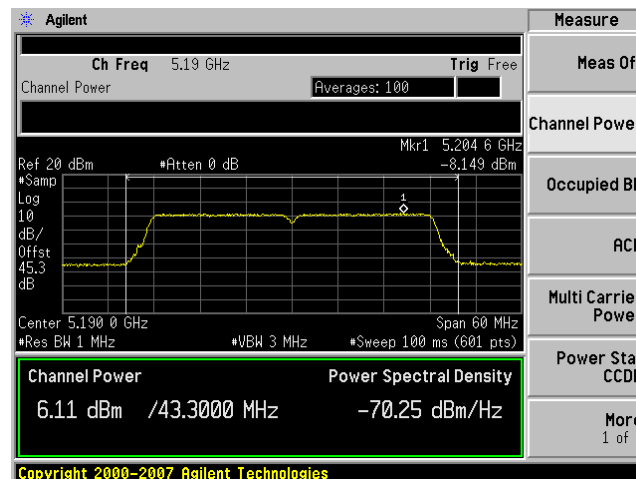 Agilent
Measure
Ch Freq 5.19 GHz Trig Free
Channel Power
Averages: 100
Mkr1 5.204 6 GHz
Ref 20 dBm #Atten 0 dB -8.149 dBm
#Samp
Log
10
dB/
Offst
45.3
dB
1
Center 5.190 0 GHz Span 60 MHz
#Res BW 1 MHz #VBW 3 MHz #Sweep 100 ms (601 pts)
Channel Power Power Spectral Density
6.11 dBm /43.3000 MHz -70.25 dBm/Hz
Copyright 2000-2007 Agilent Technologies
Meas Of
Channel Powe
Occupied B
AC
Multi Carrie
Powe
Power Sta
CCD
More
1 of